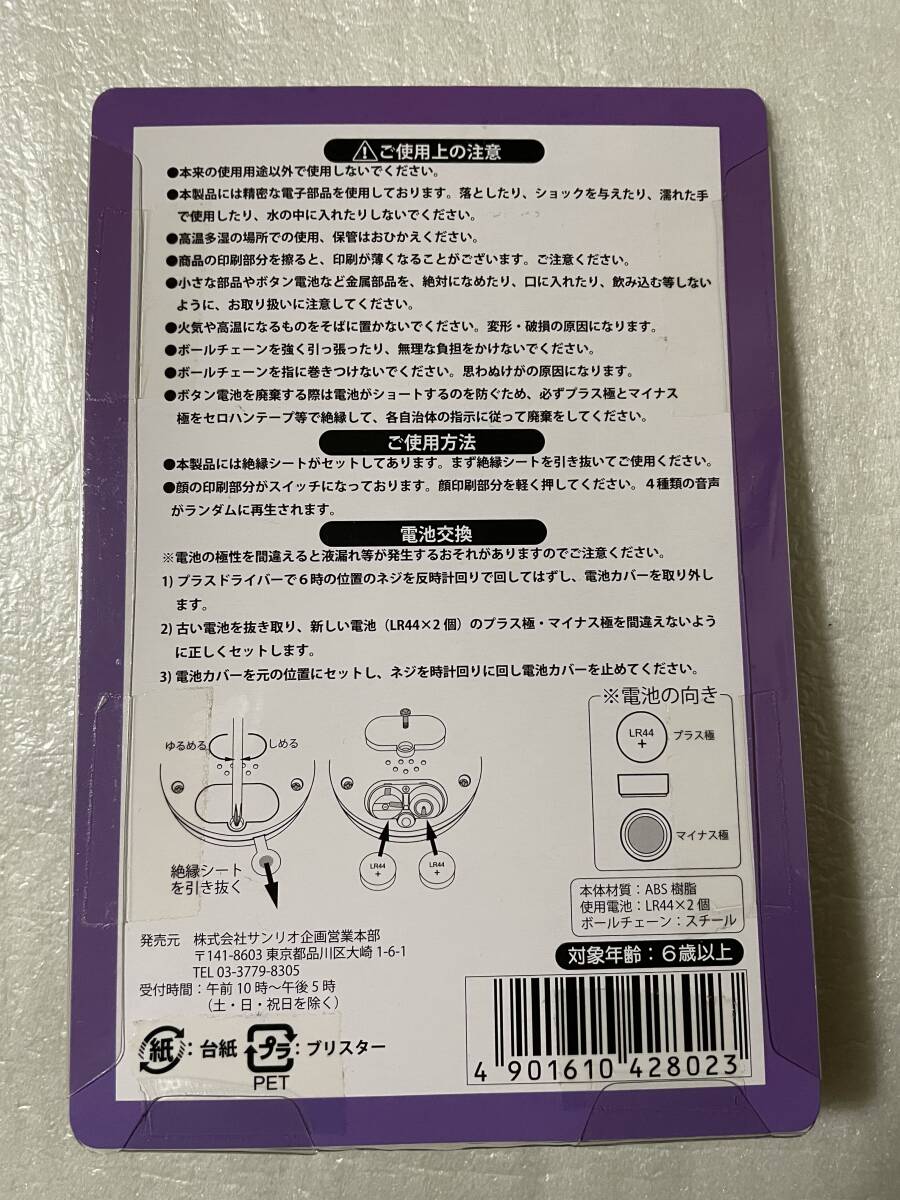 ⚠ご使用上の注意
●本来の使用用途以外で使用しないでください。
●本製品には精密な電子部品を使用しております。落としたり、ショックを与えたり、濡れた手
で使用したり、水の中に入れたりしないでください。
●高温多湿の場所での使用、保管はおひかえください。
●商品の印刷部分を擦ると、印刷が薄くなることがございます。ご注意ください。
●小さな部品やボタン電池など金属部品を、絶対になめたり、口に入れたり、飲み込む等しない
ように、お取り扱いに注意してください。
●火気や高温になるものをそばに置かないでください。変形・破損の原因になります。
●ボールチェーンを強く引っ張ったり、無理な負担をかけないでください。
●ボールチェーンを指に巻きつけないでください。思わぬけがの原因になります。
●ボタン電池を廃棄する際は電池がショートするのを防ぐため、必ずプラス極とマイナス
極をセロハンテープ等で絶縁して、各自治体の指示に従って廃棄をしてください。
ご使用方法
●本製品には絶縁シートがセットしてあります。まず絶縁シートを引き抜いてご使用ください。
●顔の印刷部分がスイッチになっております。顔印刷部分を軽く押してください。4種類の音声
がランダムに再生されます。
電池交換
※電池の極性を間違えると液漏れ等が発生するおそれがありますのでご注意ください。
1) プラスドライバーで6時の位置のネジを反時計回りで回してはずし、電池カバーを取り外し
ます。
2) 古い電池を抜き取り、新しい電池（LR44×2個）のプラス極・マイナス極を間違えないよう
に正しくセットします。
3) 電池カバーを元の位置にセットし、ネジを時計回りに回し電池カバーを止めてください。
ゆるめる
しめる
絶縁シート
を引き抜く
LR44
+
LR44
+
※電池の向き
LR44
+
プラス極
マイナス極
本体材質：ABS樹脂
使用電池：LR44×2個
ボールチェーン：スチール
発売元 株式会社サンリオ企画営業本部
〒141-8603 東京都品川区大崎1-6-1
TEL 03-3779-8305
受付時間：午前10時～午後5時
（土・日・祝日を除く）
対象年齢：6歳以上
紙：台紙 プラ：ブリスター
PET
4 901610 428023